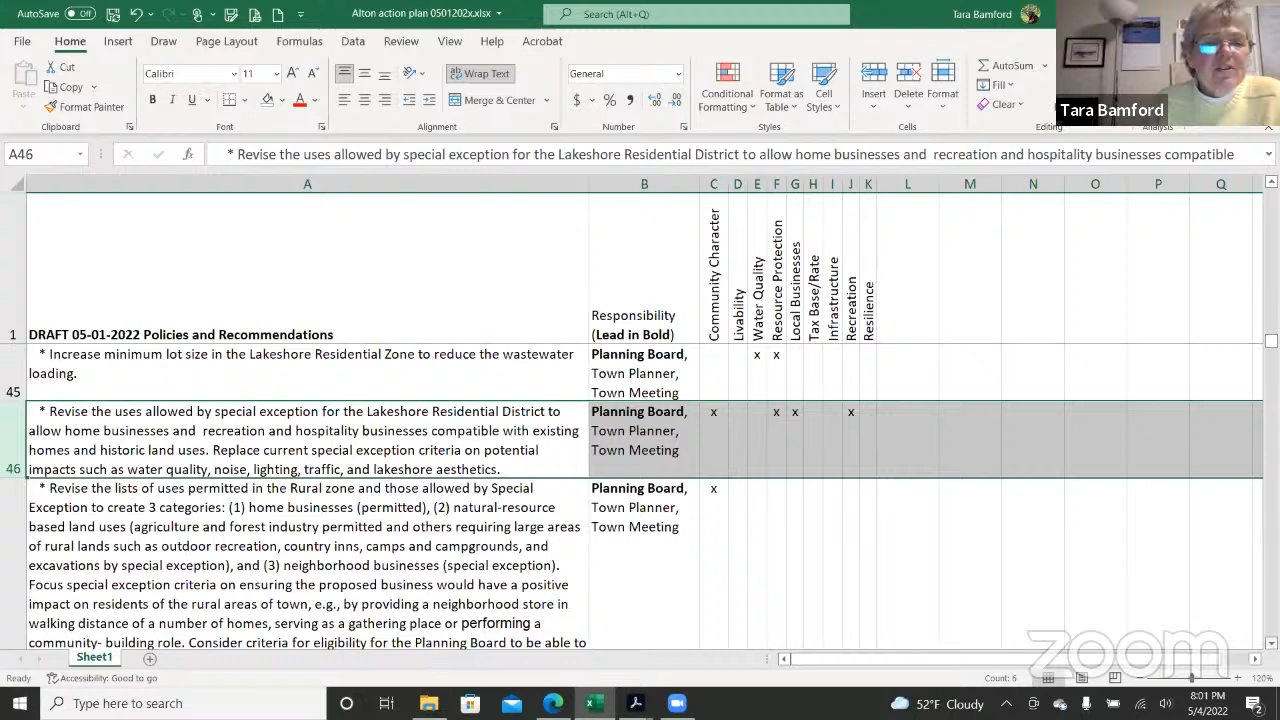 AutoSave Off
Alton action plan 0501202x.xlsx
Search (Alt+Q)
Tara Bamford
File Home Insert Draw Page Layout Formulas Data Review View Help Acrobat
Paste
Cut
Copy
Format Painter
Clipboard
Calibri 11
B I U
Font
Wrap Text
Merge & Center
Alignment
General
$ % 9
Number
Conditional Formatting
Format as Table
Cell Styles
Styles
Insert Delete Format
Cells
AutoSum
Fill
Clear
Editing
Analysis
Tara Bamford
A46
fx
* Revise the uses allowed by special exception for the Lakeshore Residential District to allow home businesses and  recreation and hospitality businesses compatible
A B C D E F G H I J K L M N O P Q
1
DRAFT 05-01-2022 Policies and Recommendations
Responsibility
(Lead in Bold)
Community Character
Livability
Water Quality
Resource Protection
Local Businesses
Tax Base/Rate
Infrastructure
Recreation
Resilience
45
* Increase minimum lot size in the Lakeshore Residential Zone to reduce the wastewater
loading.
Planning Board,
Town Planner,
Town Meeting
x x
46
* Revise the uses allowed by special exception for the Lakeshore Residential District to
allow home businesses and  recreation and hospitality businesses compatible with existing
homes and historic land uses. Replace current special exception criteria on potential
impacts such as water quality, noise, lighting, traffic, and lakeshore aesthetics.
Planning Board,
Town Planner,
Town Meeting
x x x x
* Revise the lists of uses permitted in the Rural zone and those allowed by Special
Exception to create 3 categories: (1) home businesses (permitted), (2) natural-resource
based land uses (agriculture and forest industry permitted and others requiring large areas
of rural lands such as outdoor recreation, country inns, camps and campgrounds, and
excavations by special exception), and (3) neighborhood businesses (special exception).
Focus special exception criteria on ensuring the proposed business would have a positive
impact on residents of the rural areas of town, e.g., by providing a neighborhood store in
walking distance of a number of homes, serving as a gathering place or performing a
community- building role. Consider criteria for eligibility for the Planning Board to be able to
Planning Board,
Town Planner,
Town Meeting
x
zoom
Sheet1
Ready
Accessibility: Good to go
Count: 6
120%
Type here to search
52°F Cloudy
8:01 PM
5/4/2022
2